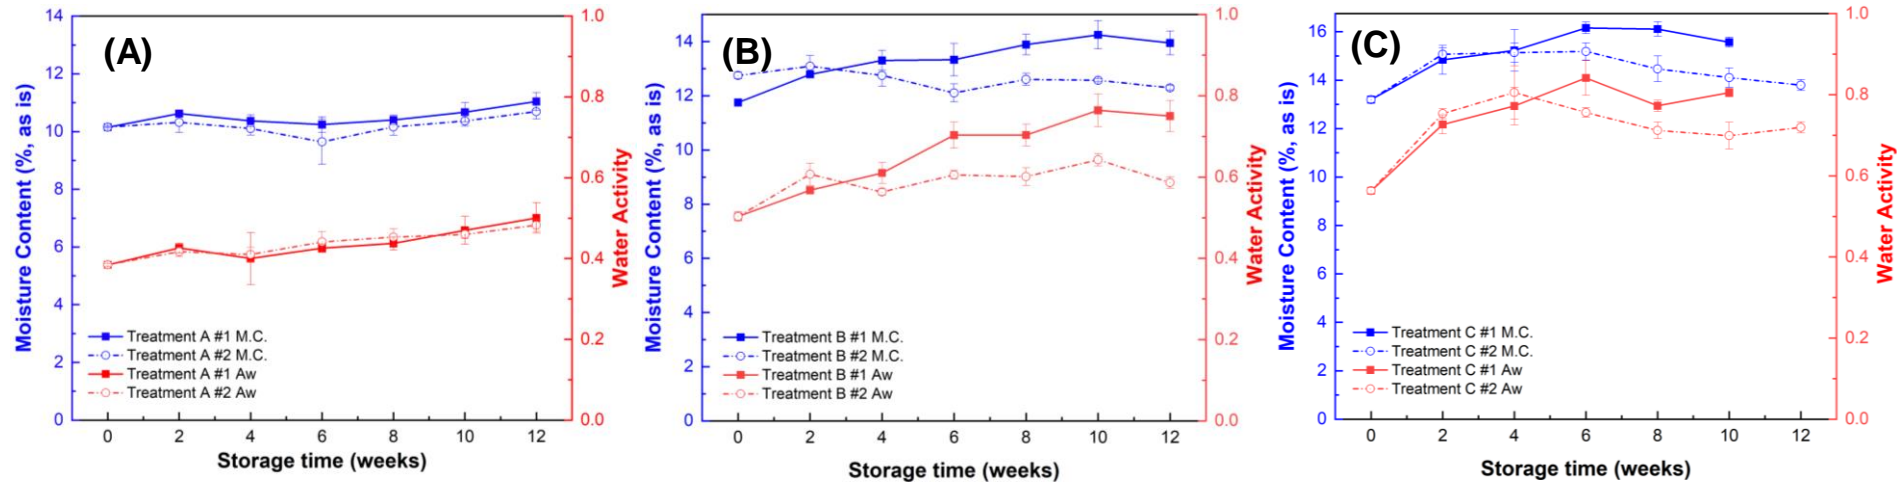 (A)
Moisture Content (%, as is)
14
12
10
8
6
4
2
0
1.0
0.8
0.6
0.4
0.2
0.0
Water Activity
Treatment A #1 M.C.
Treatment A #2 M.C.
Treatment A #1 Aw
Treatment A #2 Aw
0 2 4 6 8 10 12
Storage time (weeks)
(B)
Moisture Content (%, as is)
14
12
10
8
6
4
2
0
1.0
0.8
0.6
0.4
0.2
0.0
Water Activity
Treatment B #1 M.C.
Treatment B #2 M.C.
Treatment B #1 Aw
Treatment B #2 Aw
0 2 4 6 8 10 12
Storage time (weeks)
(C)
Moisture Content (%, as is)
16
14
12
10
8
6
4
2
0
1.0
0.8
0.6
0.4
0.2
0.0
Water Activity
Treatment C #1 M.C.
Treatment C #2 M.C.
Treatment C #1 Aw
Treatment C #2 Aw
0 2 4 6 8 10 12
Storage time (weeks)